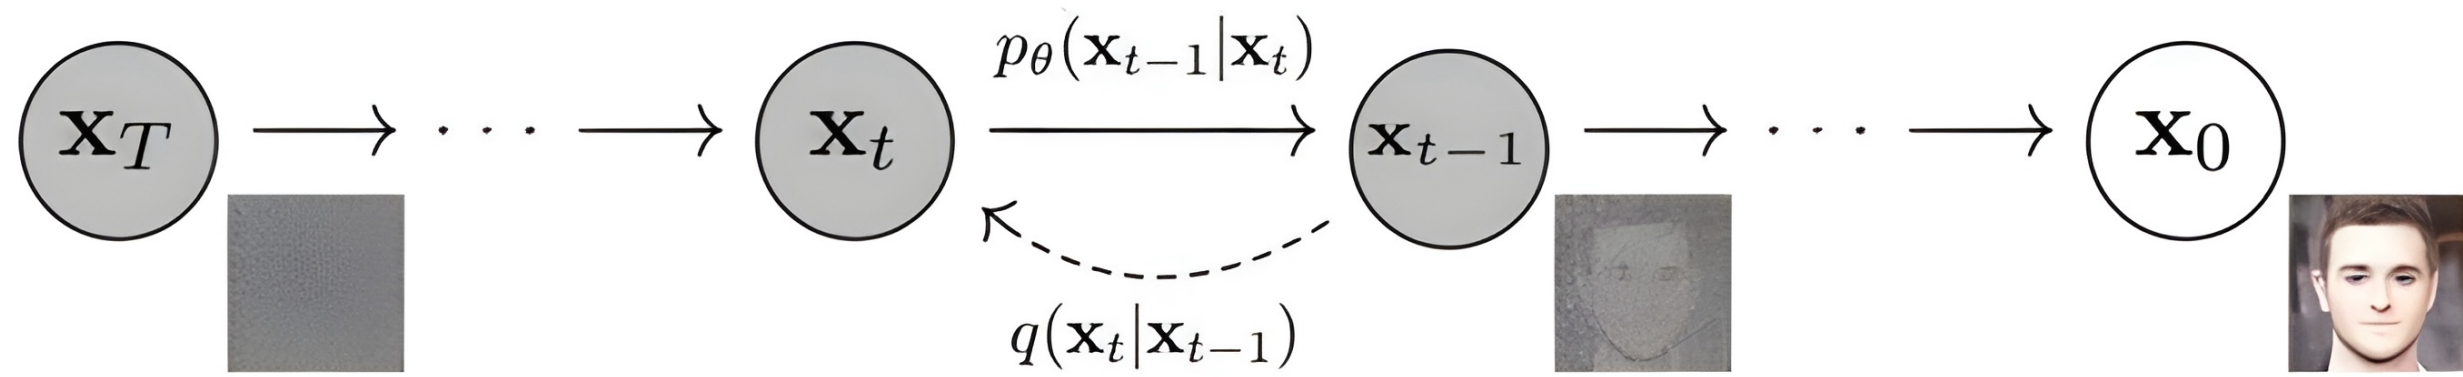 p_θ(x_{t−1}|x_t)
x_T → · · · → x_t → x_{t−1} → · · · → x_0
q(x_t|x_{t−1})